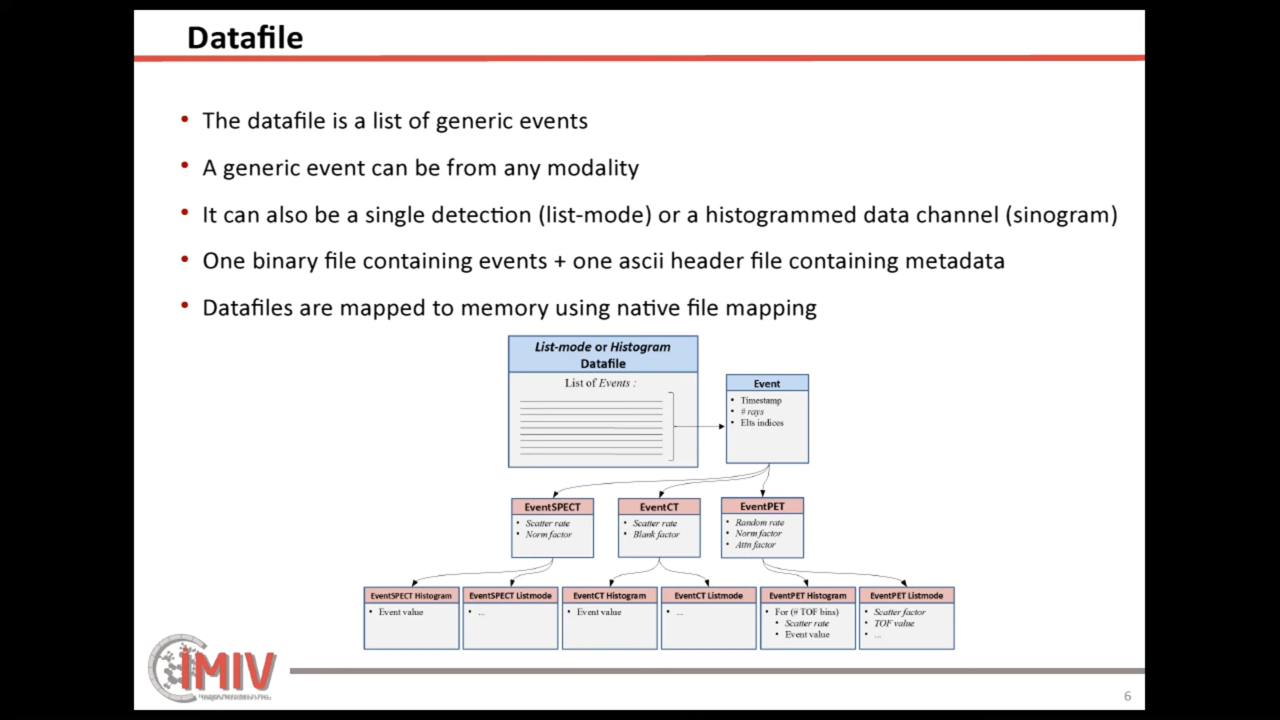 Datafile
• The datafile is a list of generic events
• A generic event can be from any modality
• It can also be a single detection (list-mode) or a histogrammed data channel (sinogram)
• One binary file containing events + one ascii header file containing metadata
• Datafiles are mapped to memory using native file mapping
List-mode or Histogram
Datafile
List of Events :
Event
• Timestamp
• # rays
• Elts indices
EventSPECT
• Scatter rate
• Norm factor
EventCT
• Scatter rate
• Blank factor
EventPET
• Random rate
• Norm factor
• Attn factor
EventSPECT Histogram
• Event value
EventSPECT Listmode
• ...
EventCT Histogram
• Event value
EventCT Listmode
• ...
EventPET Histogram
• For (# TOF bins)
• Scatter rate
• Event value
EventPET Listmode
• Scatter factor
• TOF value
• ...
IMIV
6